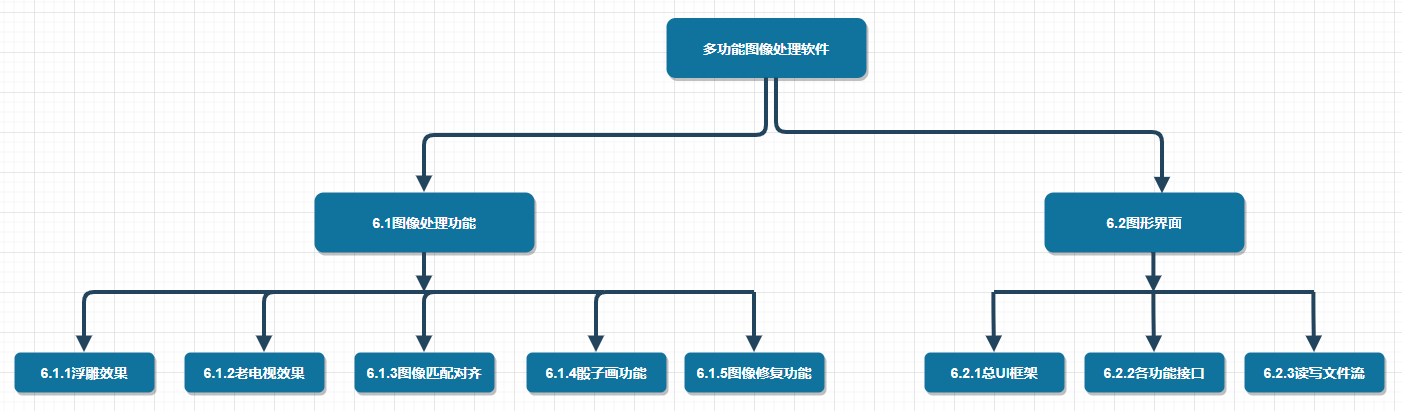 多功能图像处理软件
6.1图像处理功能
6.2图形界面
6.1.1浮雕效果
6.1.2老电视效果
6.1.3图像匹配对齐
6.1.4骰子画功能
6.1.5图像修复功能
6.2.1总UI框架
6.2.2各功能接口
6.2.3读写文件流